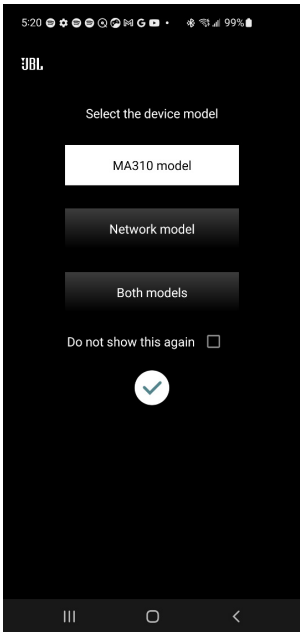 5:20 99%
JBL
Select the device model
MA310 model
Network model
Both models
Do not show this again